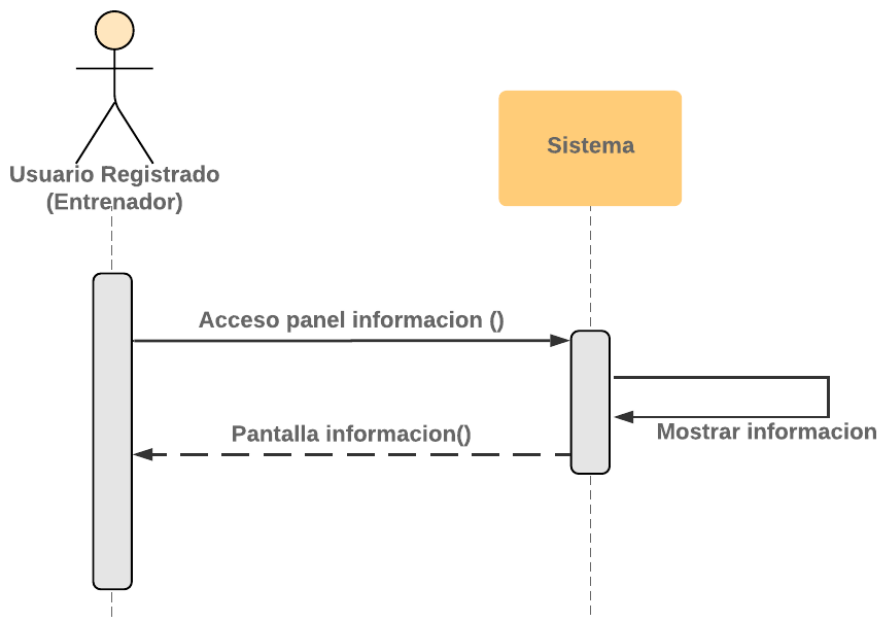 Usuario Registrado
(Entrenador)
Sistema
Acceso panel informacion ()
Mostrar informacion
Pantalla informacion()